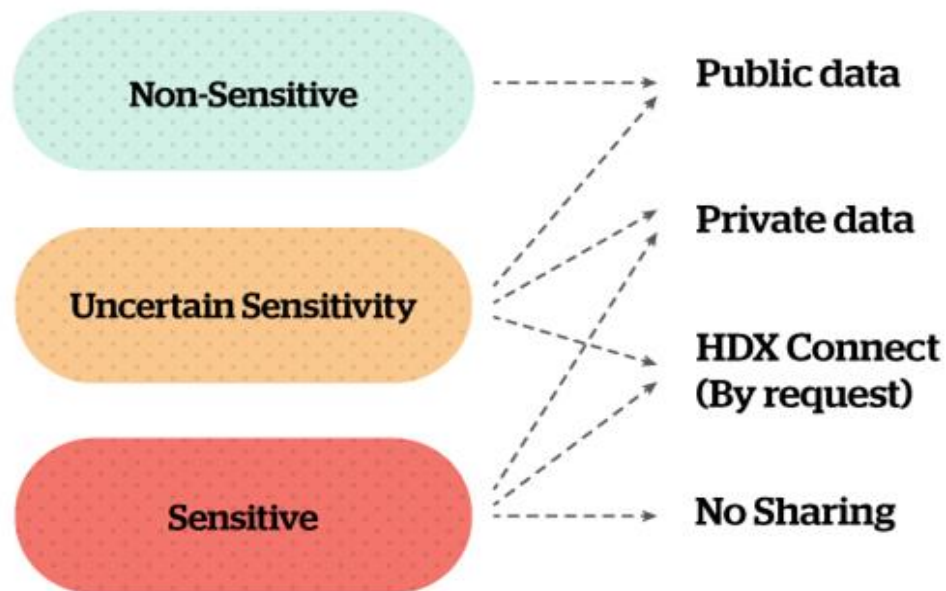 Non-Sensitive
Public data
Uncertain Sensitivity
Private data
HDX Connect
(By request)
Sensitive
No Sharing